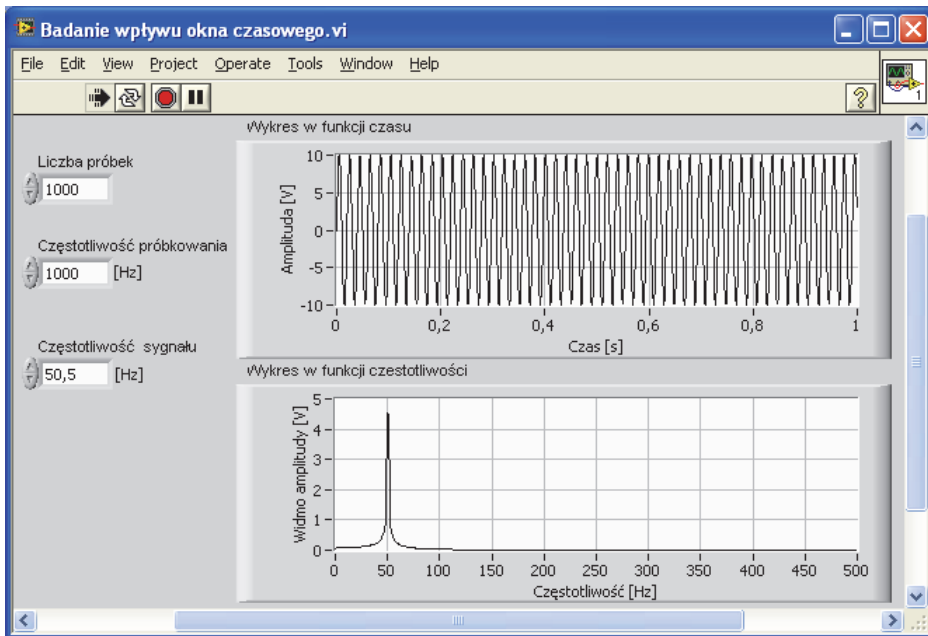 Badanie wpływu okna czasowego.vi
File Edit View Project Operate Tools Window Help
1
Wykres w funkcji czasu
Liczba próbek
1000
Częstotliwość próbkowania
1000 [Hz]
Częstotliwość sygnału
50,5 [Hz]
Amplituda [V]
10
5
0
-5
-10
0 0,2 0,4 0,6 0,8 1
Czas [s]
Wykres w funkcji czestotliwości
Widmo amplitudy [V]
5
4
3
2
1
0
0 50 100 150 200 250 300 350 400 450 500
Częstotliwość [Hz]